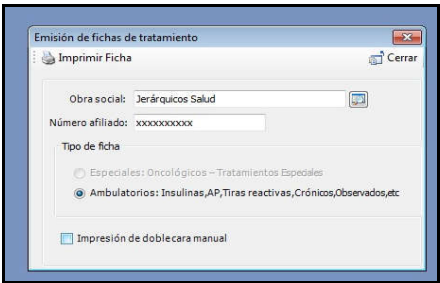 Emisión de fichas de tratamiento
Imprimir Ficha Cerrar
Obra social: Jerárquicos Salud
Número afiliado: xxxxxxxxxx
Tipo de ficha
Especiales: Oncológicos – Tratamientos Especiales
Ambulatorios: Insulinas,AP,Tiras reactivas,Crónicos,Observados,etc
Impresión de doblecara manual